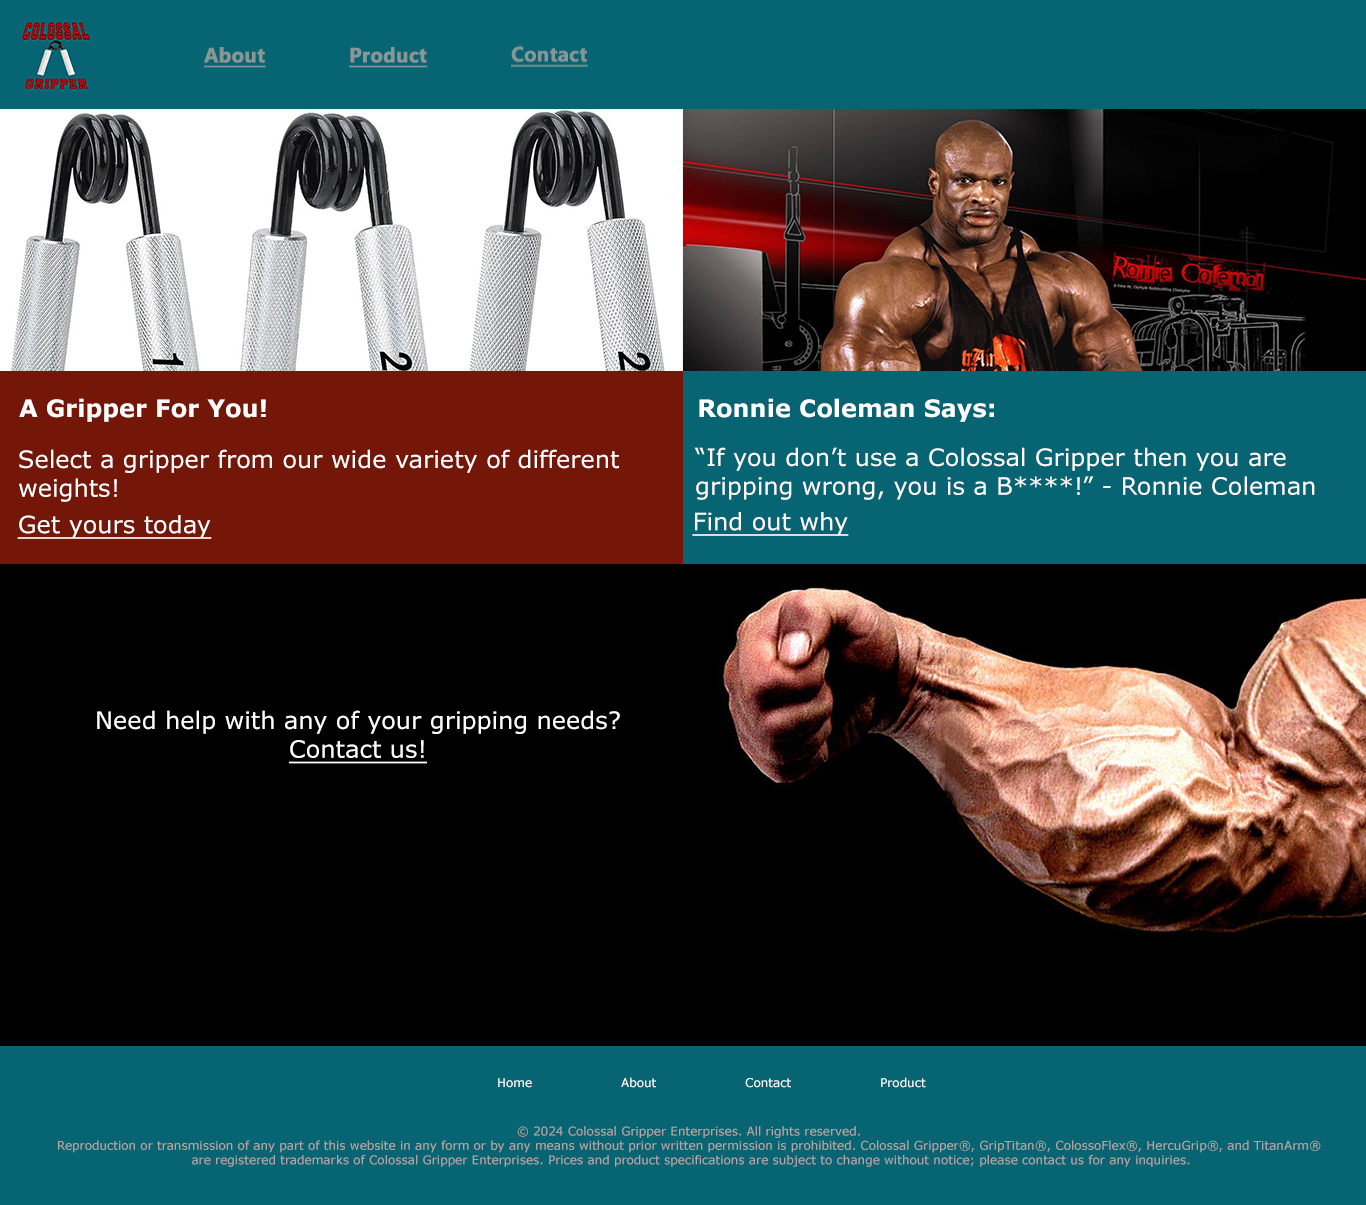 COLOSSAL
GRIPPER
About
Product
Contact
1
2
2
Ronnie Coleman
A Gripper For You!
Select a gripper from our wide variety of different
weights!
Get yours today
Ronnie Coleman Says:
“If you don’t use a Colossal Gripper then you are
gripping wrong, you is a B****!” - Ronnie Coleman
Find out why
Need help with any of your gripping needs?
Contact us!
Home
About
Contact
Product
© 2024 Colossal Gripper Enterprises. All rights reserved.
Reproduction or transmission of any part of this website in any form or by any means without prior written permission is prohibited. Colossal Gripper®, GripTitan®, ColossoFlex®, HercuGrip®, and TitanArm®
are registered trademarks of Colossal Gripper Enterprises. Prices and product specifications are subject to change without notice; please contact us for any inquiries.